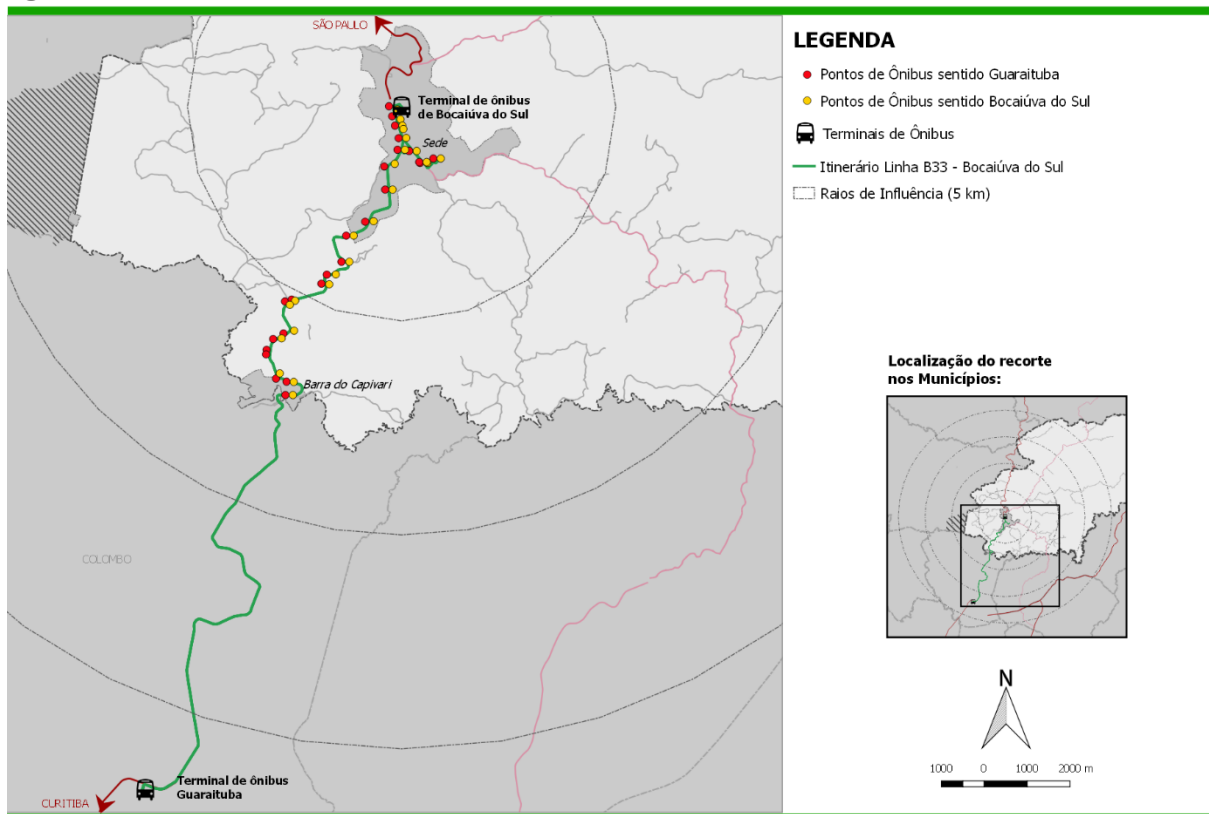 SÃO PAULO
Terminal de ônibus
de Bocaiúva do Sul
Sede
Barra do Capivari
COLOMBO
Terminal de ônibus
Guaraituba
CURITIBA
LEGENDA
Pontos de Ônibus sentido Guaraituba
Pontos de Ônibus sentido Bocaiúva do Sul
Terminais de Ônibus
Itinerário Linha B33 - Bocaiúva do Sul
Raios de Influência (5 km)
Localização do recorte
nos Municípios:
N
1000 0 1000 2000 m